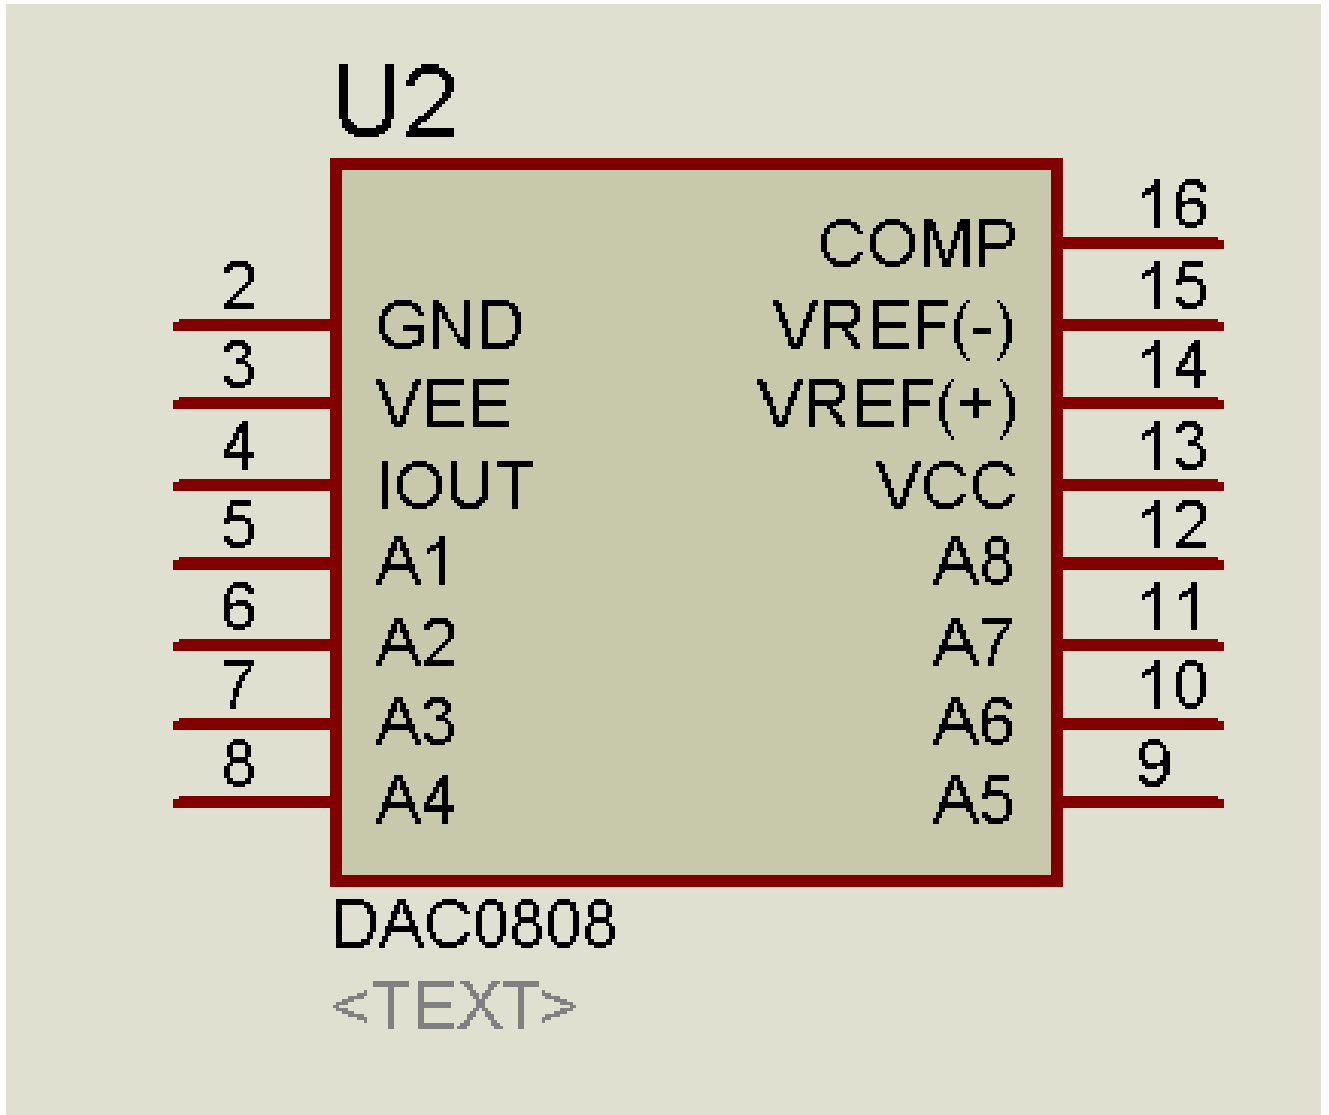 U2
COMP 16
2 GND VREF(-) 15
3 VEE VREF(+) 14
4 IOUT VCC 13
5 A1 A8 12
6 A2 A7 11
7 A3 A6 10
8 A4 A5 9
DAC0808
<TEXT>